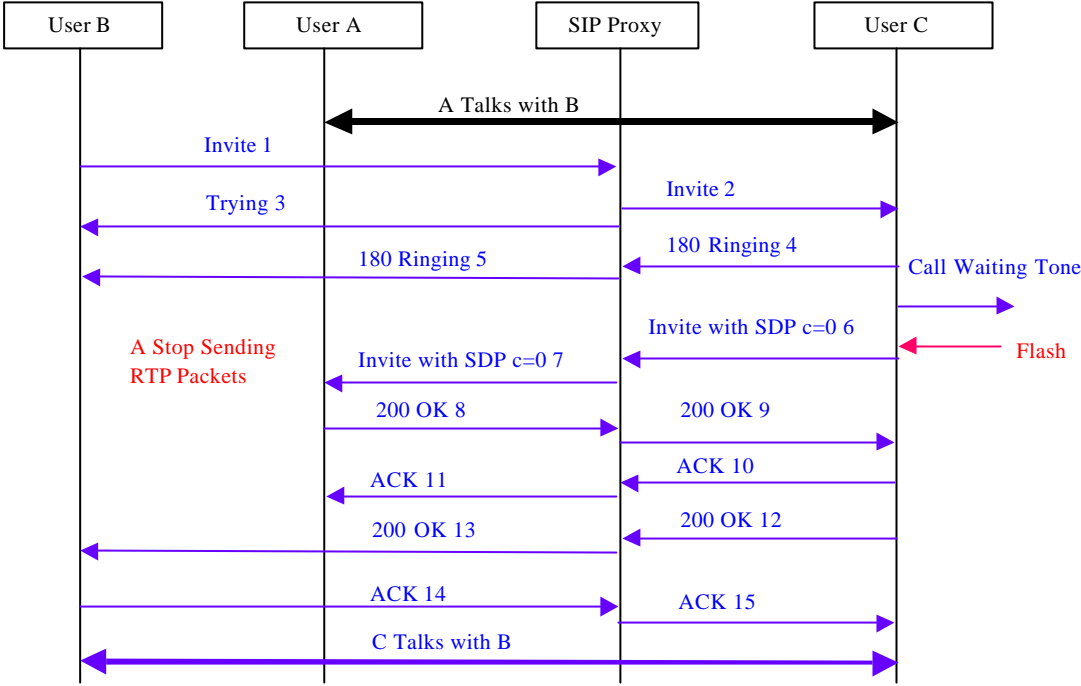 User B
User A
SIP Proxy
User C
A Talks with B
Invite 1
Invite 2
Trying 3
180 Ringing 4
180 Ringing 5
Call Waiting Tone
Invite with SDP c=0 6
A Stop Sending
RTP Packets
Flash
Invite with SDP c=0 7
200 OK 8
200 OK 9
ACK 10
ACK 11
200 OK 12
200 OK 13
ACK 14
ACK 15
C Talks with B